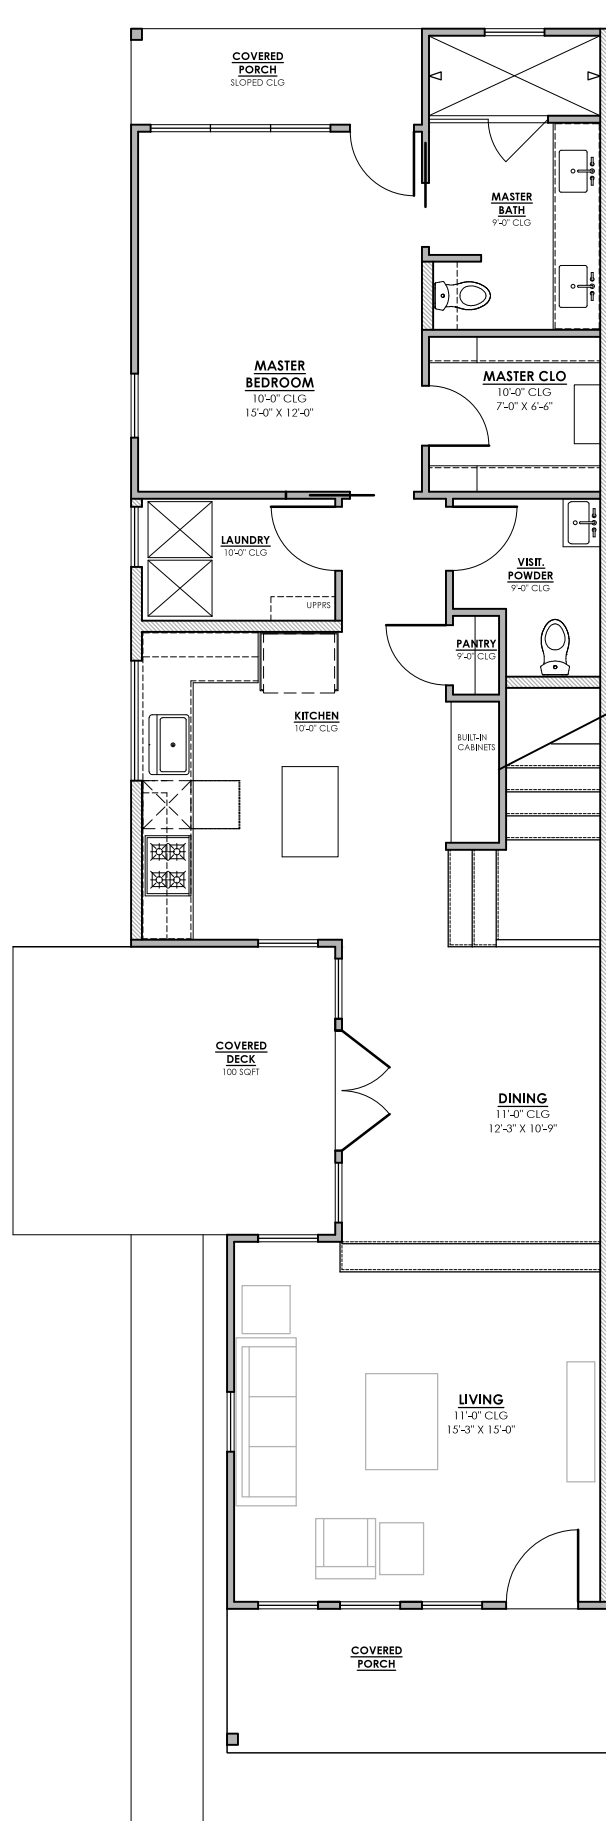 COVERED
PORCH
SLOPED CLG
MASTER
BATH
9'-0" CLG
MASTER
BEDROOM
10'-0" CLG
15'-0" X 12'-0"
MASTER CLO
10'-0" CLG
7'-0" X 6'-6"
LAUNDRY
10'-0" CLG
UPPRS
VISIT.
POWDER
9'-0" CLG
PANTRY
9'-0" CLG
KITCHEN
10'-0" CLG
BUILT-IN
CABINETS
COVERED
DECK
100 SQFT
DINING
11'-0" CLG
12'-3" X 10'-9"
LIVING
11'-0" CLG
15'-3" X 15'-0"
COVERED
PORCH